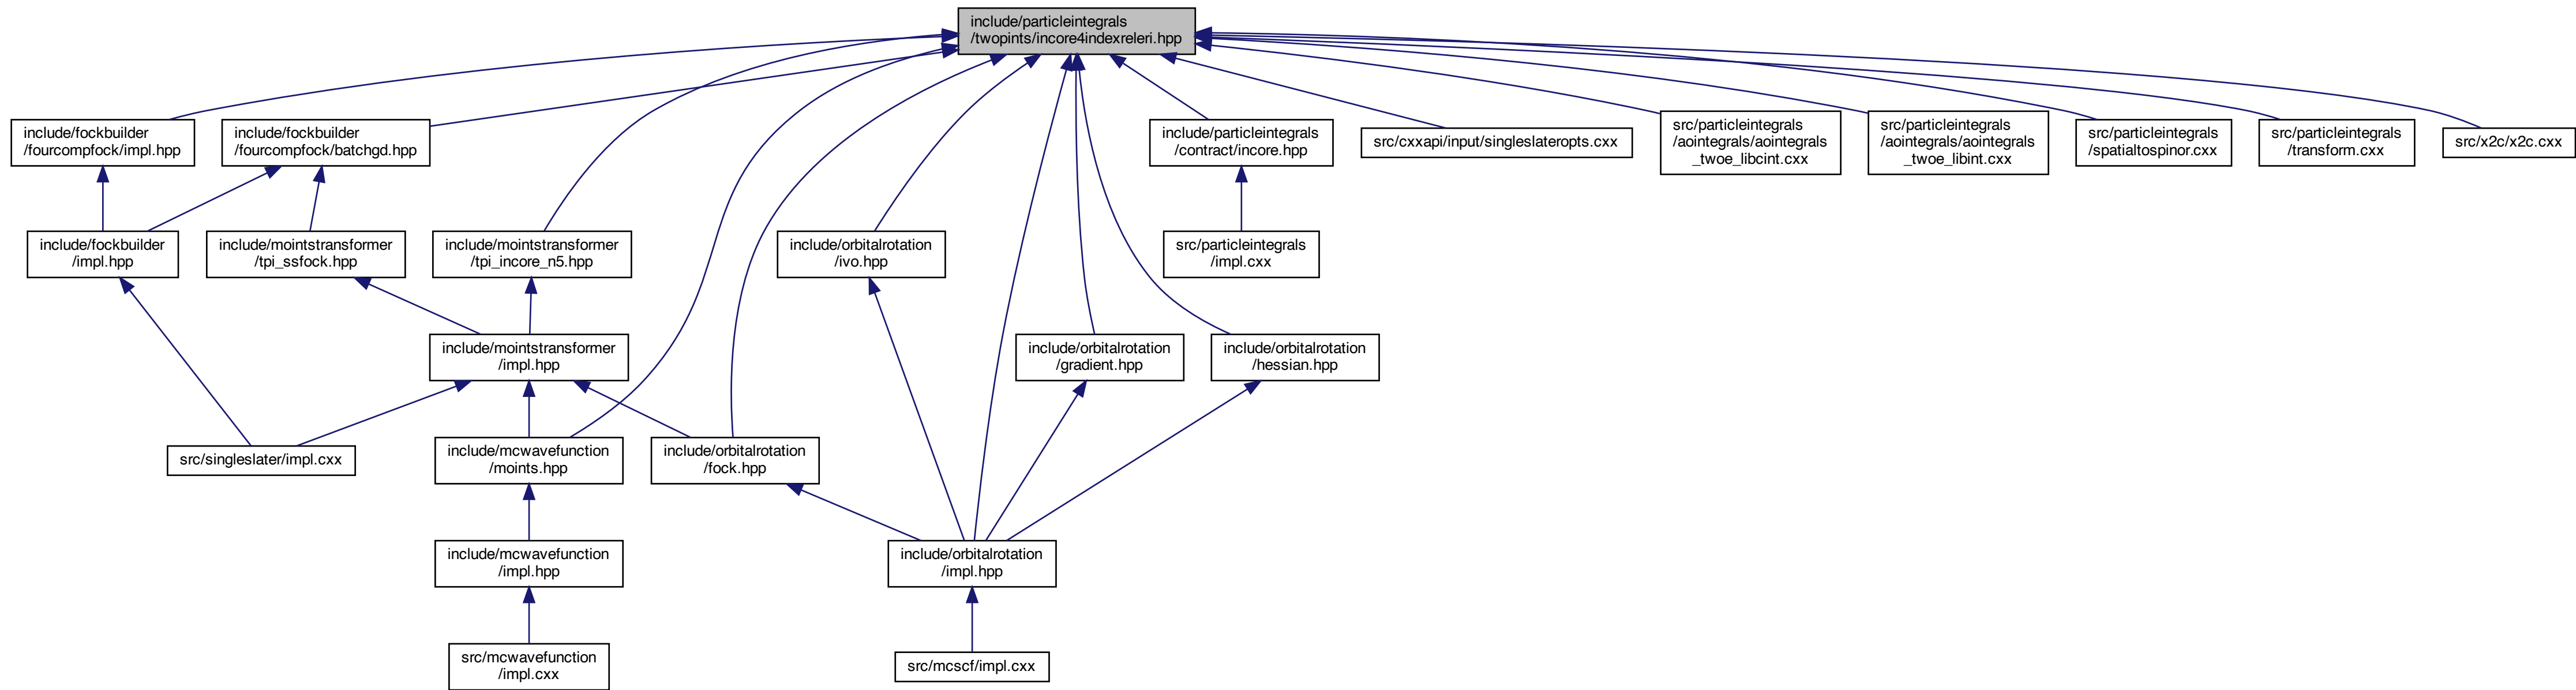 include/particleintegrals
/twopints/incore4indexreleri.hpp
include/fockbuilder
/fourcompfock/impl.hpp
include/fockbuilder
/fourcompfock/batchgd.hpp
include/particleintegrals
/contract/incore.hpp
src/cxxapi/input/singleslateropts.cxx
src/particleintegrals
/aointegrals/aointegrals
_twoe_libcint.cxx
src/particleintegrals
/aointegrals/aointegrals
_twoe_libint.cxx
src/particleintegrals
/spatialtospinor.cxx
src/particleintegrals
/transform.cxx
src/x2c/x2c.cxx
include/fockbuilder
/impl.hpp
include/mointstransformer
/tpi_ssfock.hpp
include/mointstransformer
/tpi_incore_n5.hpp
include/orbitalrotation
/ivo.hpp
src/particleintegrals
/impl.cxx
include/mointstransformer
/impl.hpp
include/orbitalrotation
/gradient.hpp
include/orbitalrotation
/hessian.hpp
src/singleslater/impl.cxx
include/mcwavefunction
/moints.hpp
include/orbitalrotation
/fock.hpp
include/mcwavefunction
/impl.hpp
include/orbitalrotation
/impl.hpp
src/mcwavefunction
/impl.cxx
src/mcscf/impl.cxx